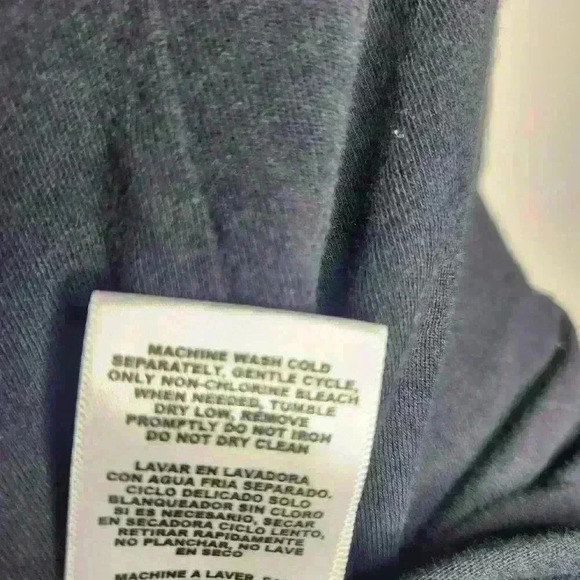 MACHINE WASH COLD
SEPARATELY, GENTLE CYCLE,
ONLY NON-CHLORINE BLEACH
WHEN NEEDED, TUMBLE
DRY LOW, REMOVE
PROMPTLY DO NOT IRON
DO NOT DRY CLEAN
LAVAR EN LAVADORA
CON AGUA FRIA SEPARADO.
CICLO DELICADO SOLO
BLANQUEADOR SIN CLORO
SI ES NECESARIO, SECAR
EN SECADORA CICLO LENTO,
RETIRAR RAPIDAMENTE
NO PLANCHAR, NO LAVE
EN SECO
MACHINE A LAVER,